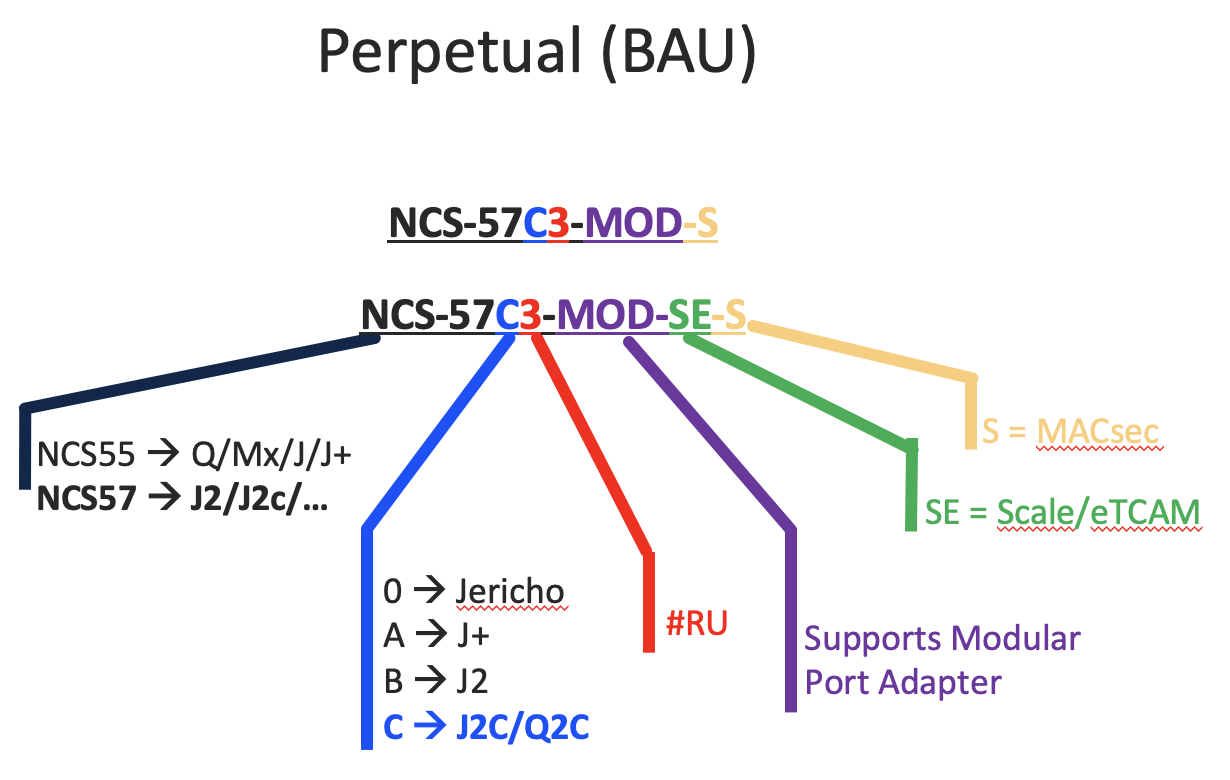 Perpetual (BAU)
NCS-57C3-MOD-S
NCS-57C3-MOD-SE-S
NCS55 → Q/Mx/J/J+
NCS57 → J2/J2c/...
0 → Jericho
A → J+
B → J2
C → J2C/Q2C
#RU
Supports Modular
Port Adapter
SE = Scale/eTCAM
S = MACsec